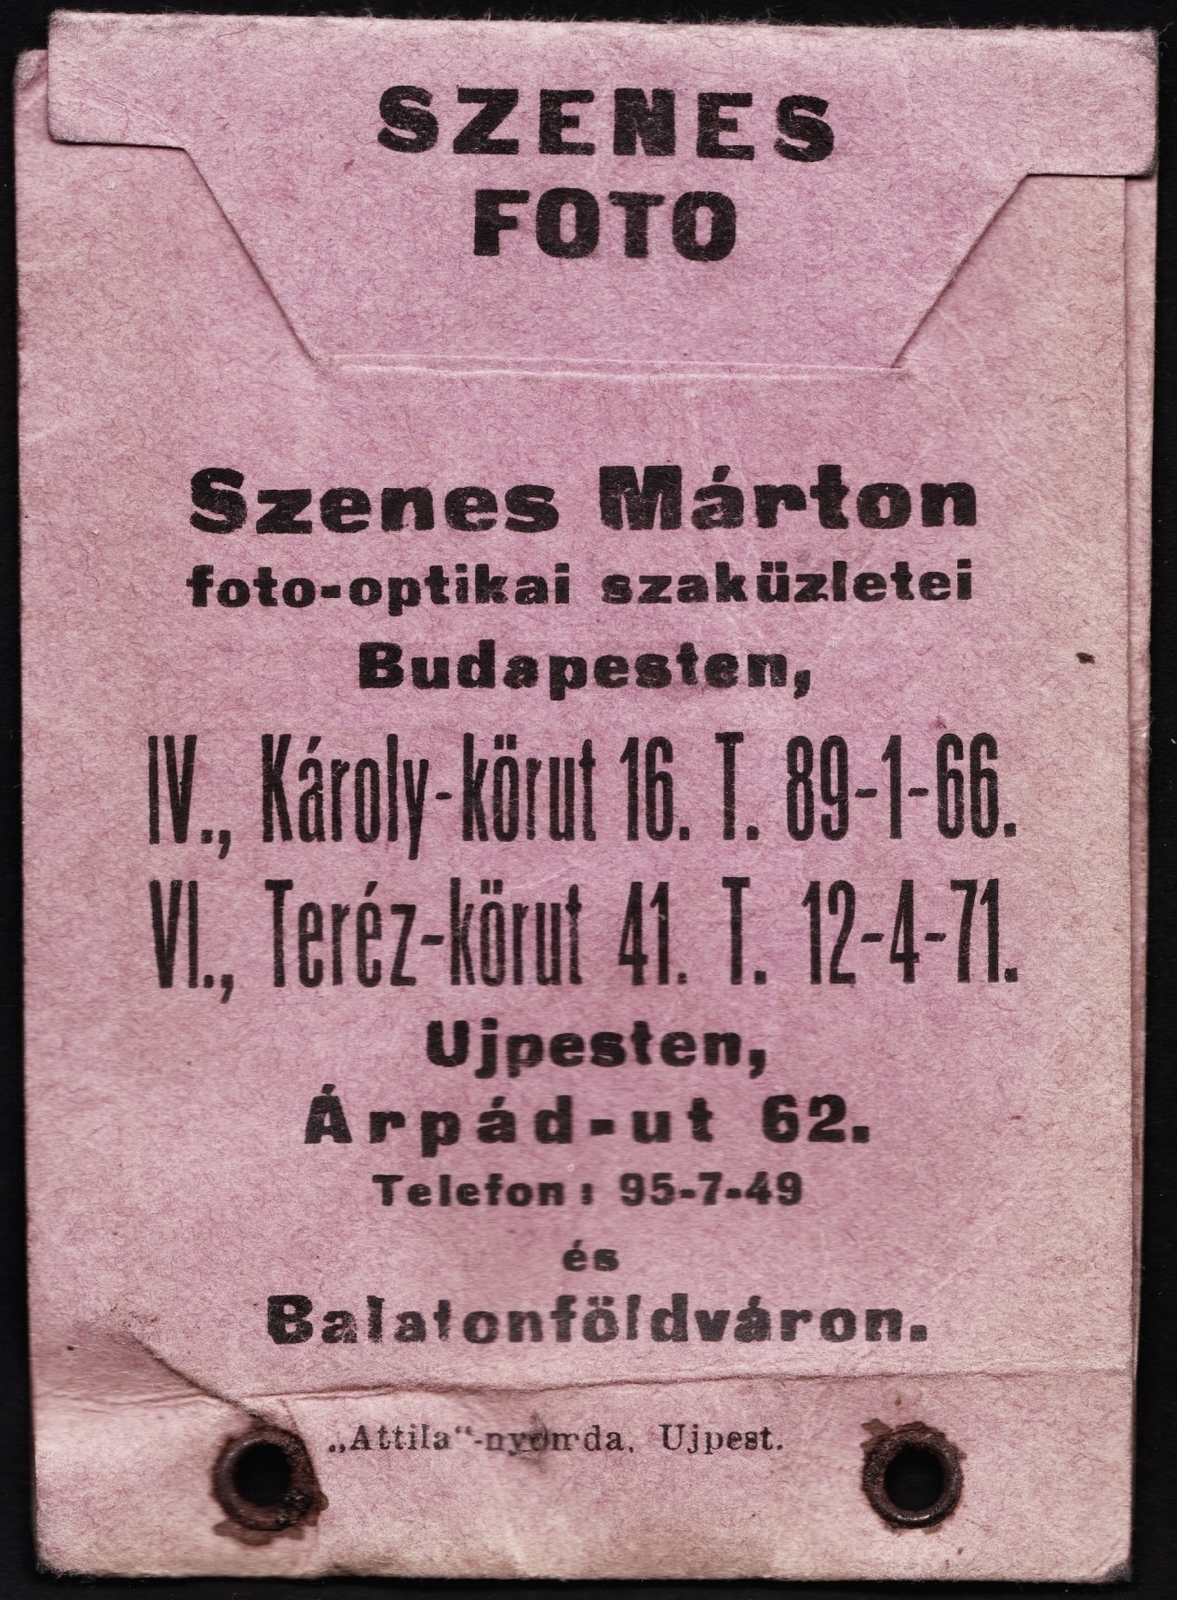 SZENES
FOTO
Szenes Márton
foto-optikai szaküzletei
Budapesten,
IV., Károly-körut 16. T. 89-1-66.
VI., Teréz-körut 41. T. 12-4-71.
Ujpesten,
Árpád-ut 62.
Telefon: 95-7-49
és
Balatonföldváron.
„Attila“-nyomda, Ujpest.